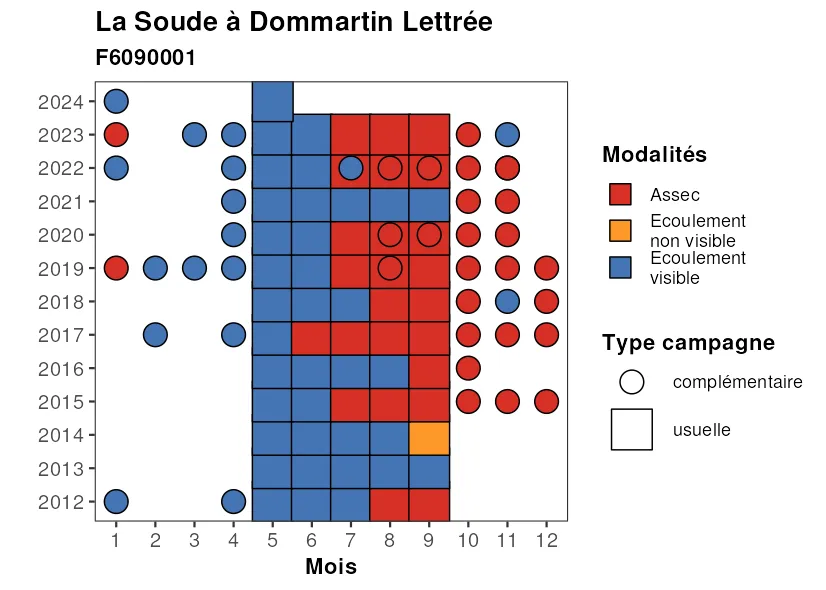 La Soude à Dommartin Lettrée
F6090001
2024
2023
2022
2021
2020
2019
2018
2017
2016
2015
2014
2013
2012
1 2 3 4 5 6 7 8 9 10 11 12
Mois
Modalités
Assec
Ecoulement
non visible
Ecoulement
visible
Type campagne
complémentaire
usuelle